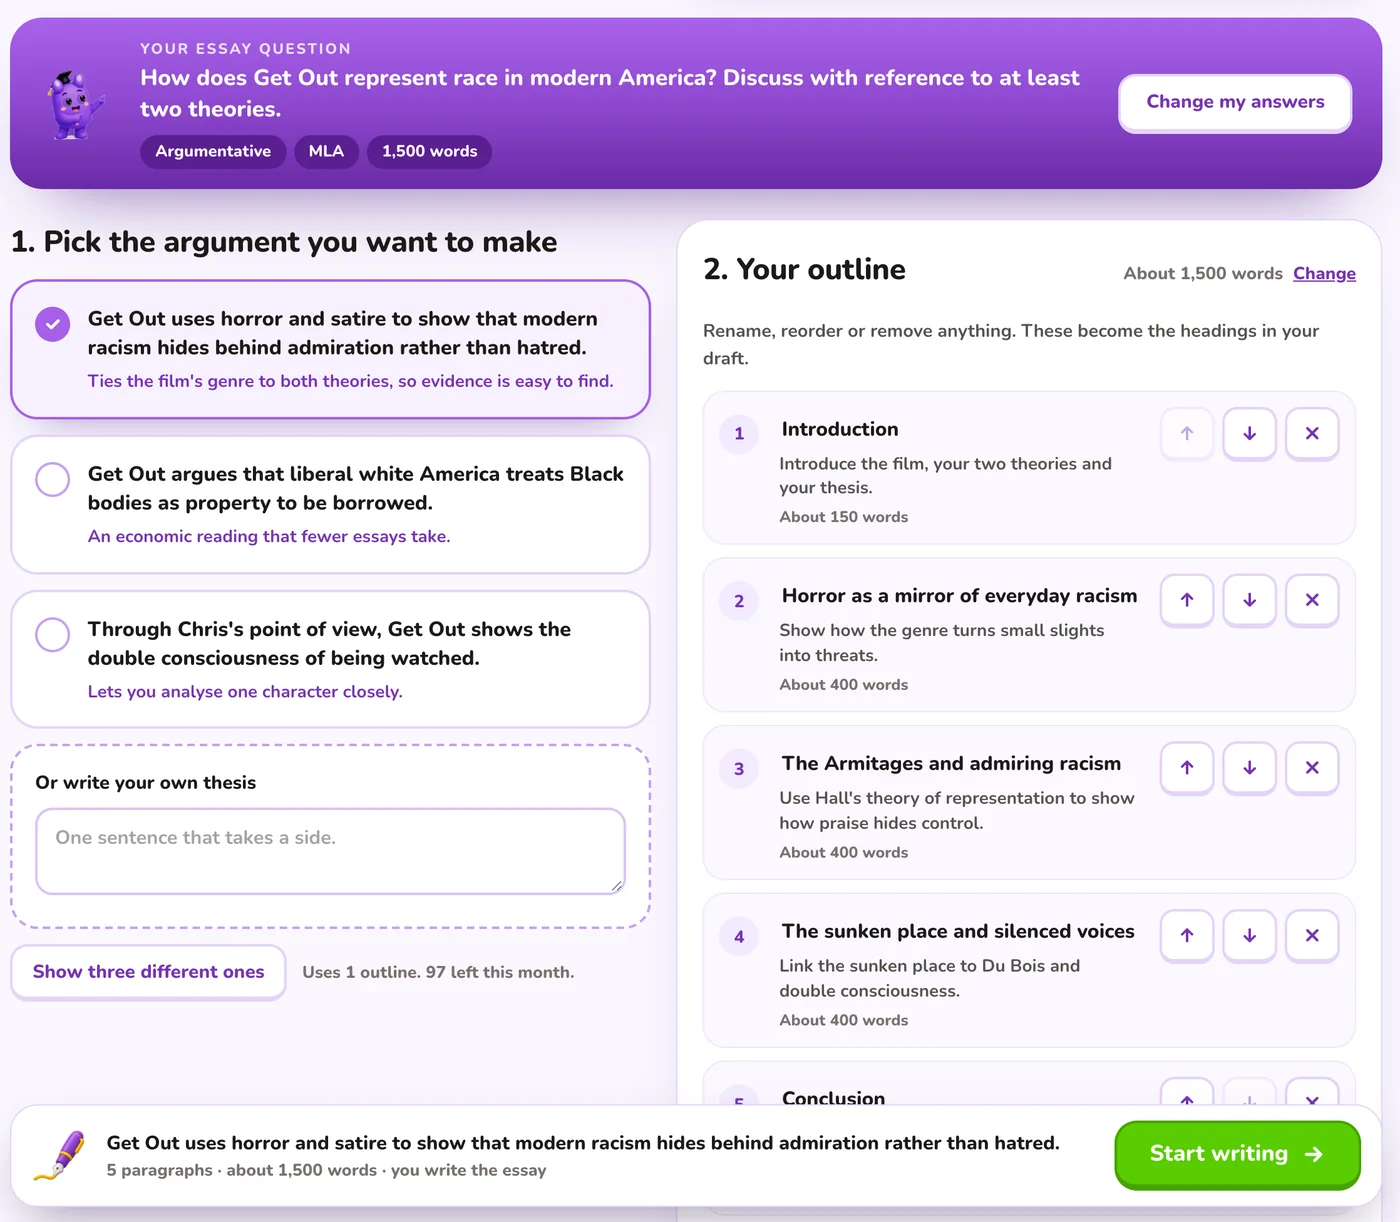 YOUR ESSAY QUESTION
How does Get Out represent race in modern America? Discuss with reference to at least
two theories.
Argumentative
MLA
1,500 words
Change my answers
1. Pick the argument you want to make
Get Out uses horror and satire to show that modern
racism hides behind admiration rather than hatred.
Ties the film's genre to both theories, so evidence is easy to find.
Get Out argues that liberal white America treats Black
bodies as property to be borrowed.
An economic reading that fewer essays take.
Through Chris's point of view, Get Out shows the
double consciousness of being watched.
Lets you analyse one character closely.
Or write your own thesis
One sentence that takes a side.
Show three different ones
Uses 1 outline. 97 left this month.
2. Your outline
About 1,500 words Change
Rename, reorder or remove anything. These become the headings in your
draft.
1
Introduction
Introduce the film, your two theories and
your thesis.
About 150 words
2
Horror as a mirror of everyday racism
Show how the genre turns small slights
into threats.
About 400 words
3
The Armitages and admiring racism
Use Hall's theory of representation to show
how praise hides control.
About 400 words
4
The sunken place and silenced voices
Link the sunken place to Du Bois and
double consciousness.
About 400 words
5
Conclusion
Get Out uses horror and satire to show that modern racism hides behind admiration rather than hatred.
5 paragraphs · about 1,500 words · you write the essay
Start writing →